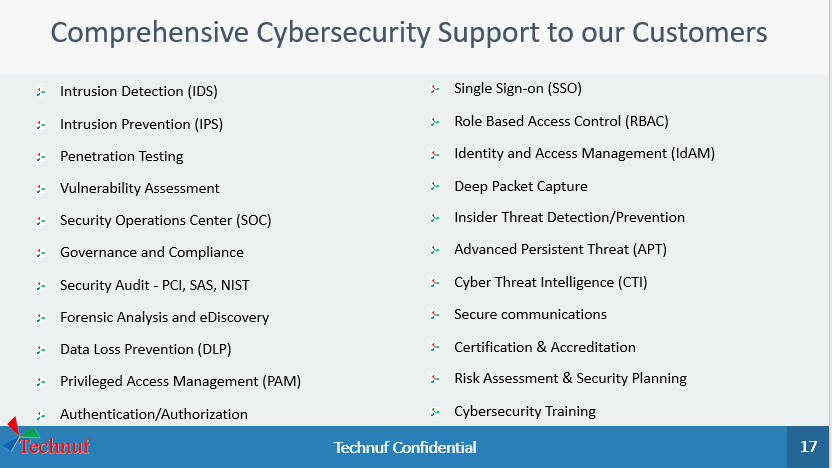 Comprehensive Cybersecurity Support to our Customers
Intrusion Detection (IDS)
Intrusion Prevention (IPS)
Penetration Testing
Vulnerability Assessment
Security Operations Center (SOC)
Governance and Compliance
Security Audit - PCI, SAS, NIST
Forensic Analysis and eDiscovery
Data Loss Prevention (DLP)
Privileged Access Management (PAM)
Authentication/Authorization
Single Sign-on (SSO)
Role Based Access Control (RBAC)
Identity and Access Management (IdAM)
Deep Packet Capture
Insider Threat Detection/Prevention
Advanced Persistent Threat (APT)
Cyber Threat Intelligence (CTI)
Secure communications
Certification & Accreditation
Risk Assessment & Security Planning
Cybersecurity Training
Technuf
Technuf Confidential
17